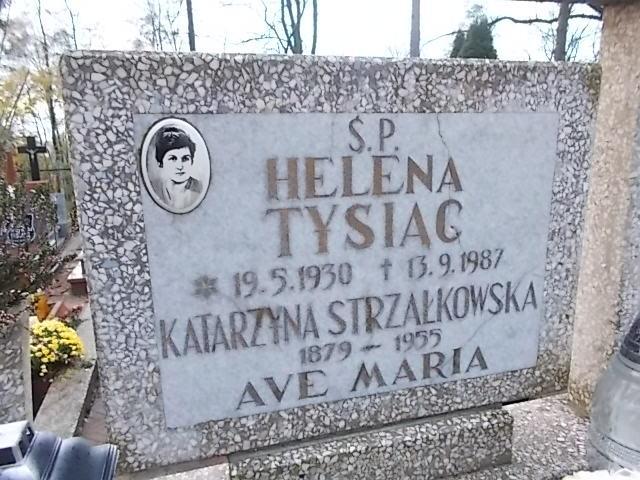 Ś.P.
HELENA
TYSIĄC
* 19.5.1930 † 13.9.1987
KATARZYNA STRZAŁKOWSKA
1879 – 1955
AVE MARIA